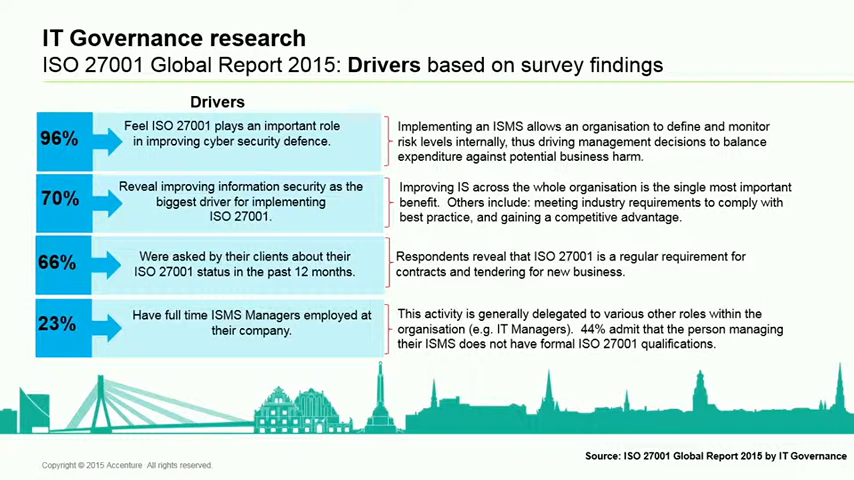 IT Governance research
ISO 27001 Global Report 2015: Drivers based on survey findings
Drivers
96%
Feel ISO 27001 plays an important role
in improving cyber security defence.
Implementing an ISMS allows an organisation to define and monitor
risk levels internally, thus driving management decisions to balance
expenditure against potential business harm.
70%
Reveal improving information security as the
biggest driver for implementing
ISO 27001.
Improving IS across the whole organisation is the single most important
benefit. Others include: meeting industry requirements to comply with
best practice, and gaining a competitive advantage.
66%
Were asked by their clients about their
ISO 27001 status in the past 12 months.
Respondents reveal that ISO 27001 is a regular requirement for
contracts and tendering for new business.
23%
Have full time ISMS Managers employed at
their company.
This activity is generally delegated to various other roles within the
organisation (e.g. IT Managers). 44% admit that the person managing
their ISMS does not have formal ISO 27001 qualifications.
Source: ISO 27001 Global Report 2015 by IT Governance
Copyright © 2015 Accenture All rights reserved.